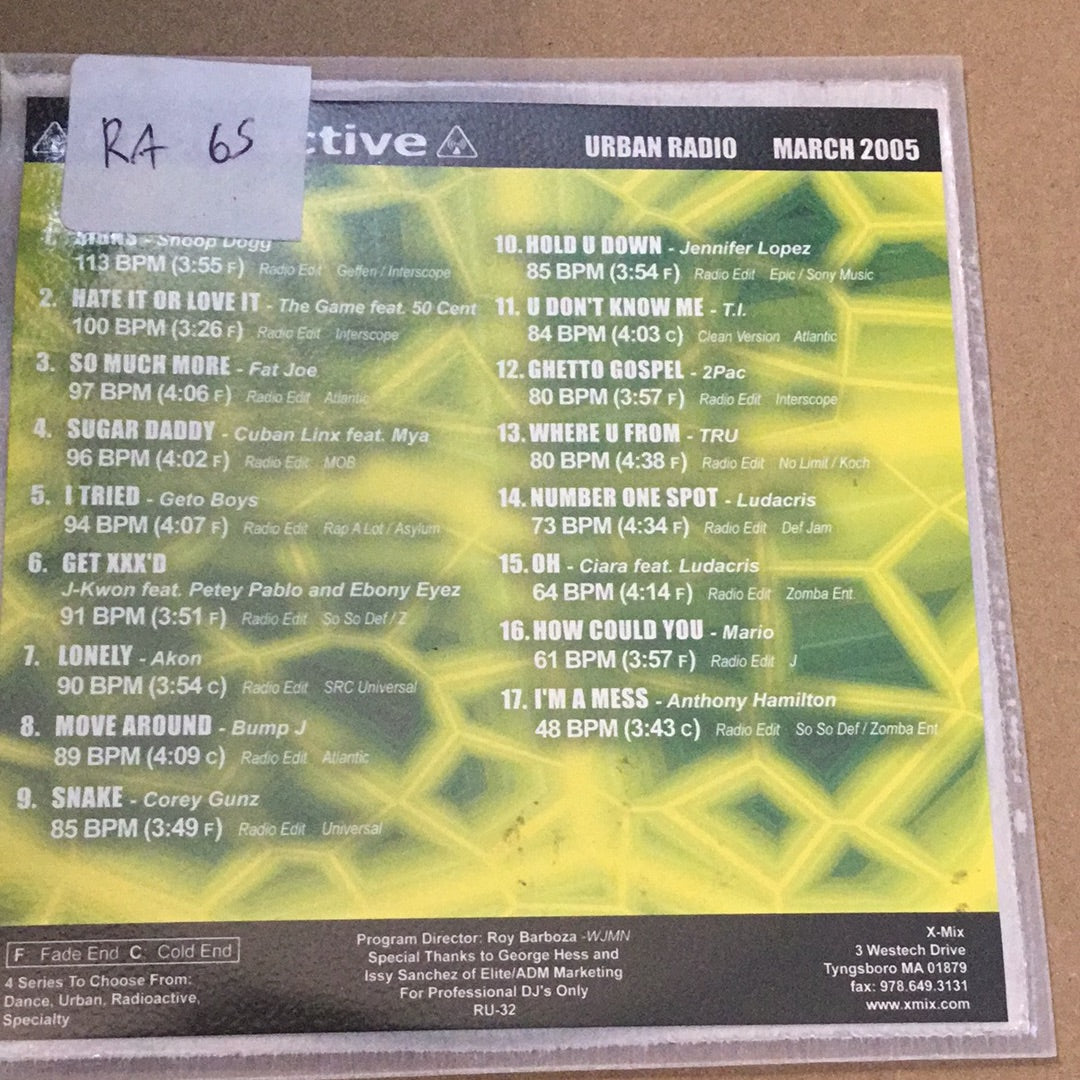 RA 65
ctive
URBAN RADIO MARCH 2005
1. SIGNS - Snoop Dogg
113 BPM (3:55 F) Radio Edit Geffen / Interscope
2. HATE IT OR LOVE IT - The Game feat. 50 Cent
100 BPM (3:26 F) Radio Edit Interscope
3. SO MUCH MORE - Fat Joe
97 BPM (4:06 F) Radio Edit Atlantic
4. SUGAR DADDY - Cuban Linx feat. Mya
96 BPM (4:02 F) Radio Edit MOB
5. I TRIED - Geto Boys
94 BPM (4:07 F) Radio Edit Rap A Lot / Asylum
6. GET XXX'D
J-Kwon feat. Petey Pablo and Ebony Eyez
91 BPM (3:51 F) Radio Edit So So Def / Z
7. LONELY - Akon
90 BPM (3:54 C) Radio Edit SRC Universal
8. MOVE AROUND - Bump J
89 BPM (4:09 C) Radio Edit Atlantic
9. SNAKE - Corey Gunz
85 BPM (3:49 F) Radio Edit Universal
10. HOLD U DOWN - Jennifer Lopez
85 BPM (3:54 F) Radio Edit Epic / Sony Music
11. U DON'T KNOW ME - T.I.
84 BPM (4:03 C) Clean Version Atlantic
12. GHETTO GOSPEL - 2Pac
80 BPM (3:57 F) Radio Edit Interscope
13. WHERE U FROM - TRU
80 BPM (4:38 F) Radio Edit No Limit / Koch
14. NUMBER ONE SPOT - Ludacris
73 BPM (4:34 F) Radio Edit Def Jam
15. OH - Ciara feat. Ludacris
64 BPM (4:14 F) Radio Edit Zomba Ent.
16. HOW COULD YOU - Mario
61 BPM (3:57 F) Radio Edit J
17. I'M A MESS - Anthony Hamilton
48 BPM (3:43 C) Radio Edit So So Def / Zomba Ent
F: Fade End C: Cold End
4 Series To Choose From:
Dance, Urban, Radioactive,
Specialty
Program Director: Roy Barboza -WJMN
Special Thanks to George Hess and
Issy Sanchez of Elite/ADM Marketing
For Professional DJ's Only
RU-32
X-Mix
3 Westech Drive
Tyngsboro MA 01879
fax: 978.649.3131
www.xmix.com